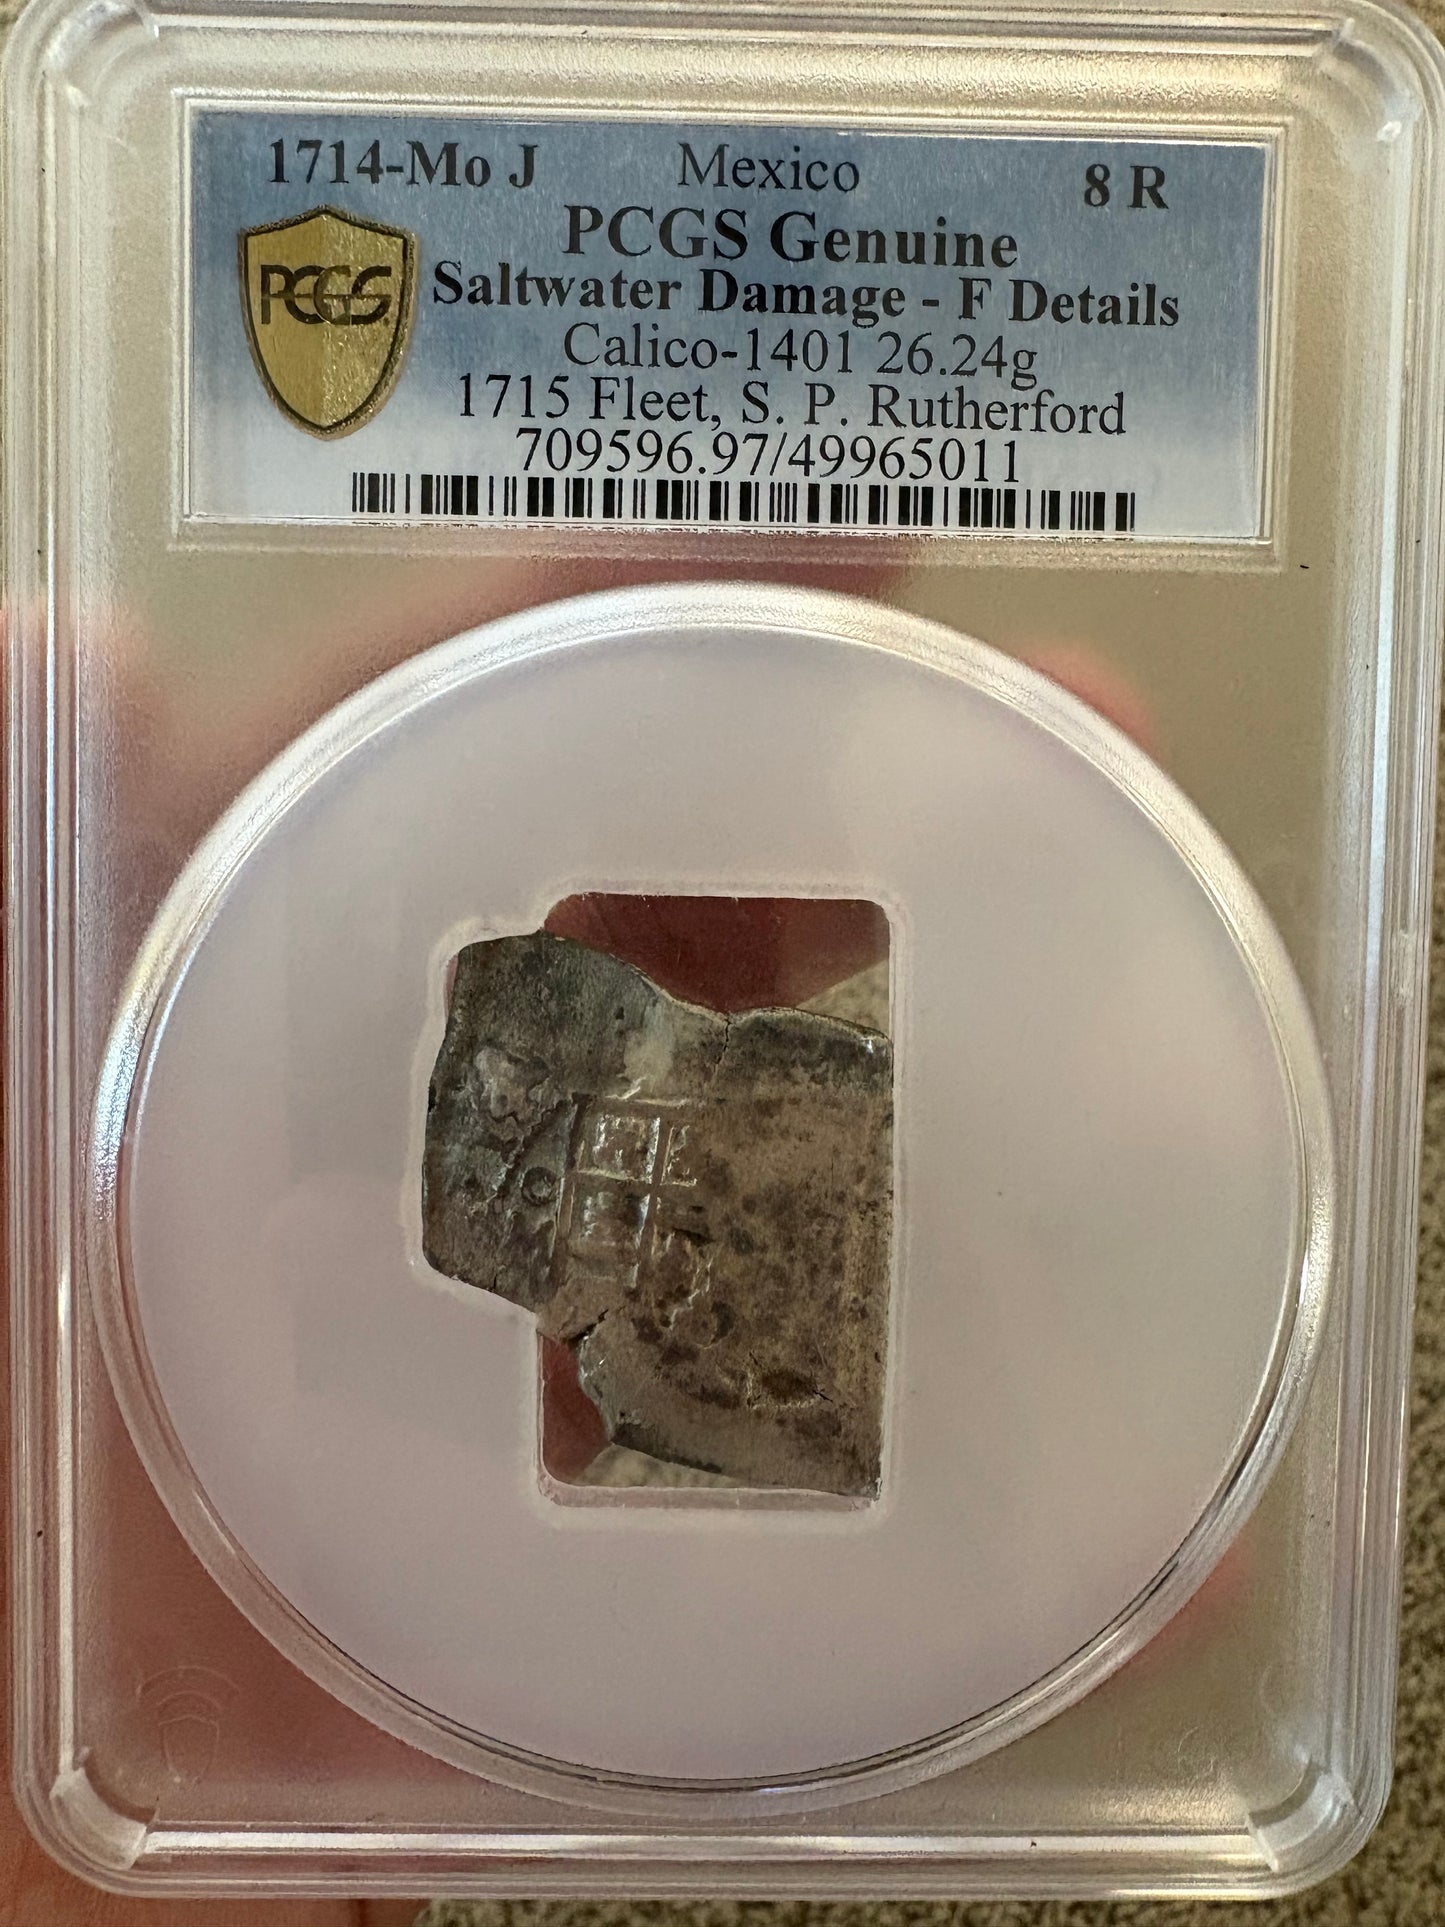 1714-Mo J Mexico 8 R
PCGS Genuine
PCGS
Saltwater Damage - F Details
Calico-1401 26.24g
1715 Fleet, S. P. Rutherford
709596.97/49965011